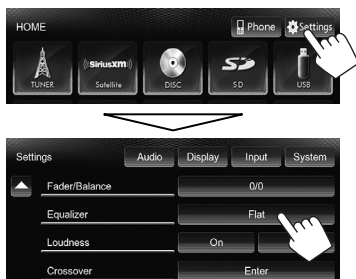 HOME Phone Settings
TUNER SiriusXM Satellite DISC SD SD USB
Settings Audio Display Input System
Fader/Balance 0/0
Equalizer Flat
Loudness On
Crossover Enter